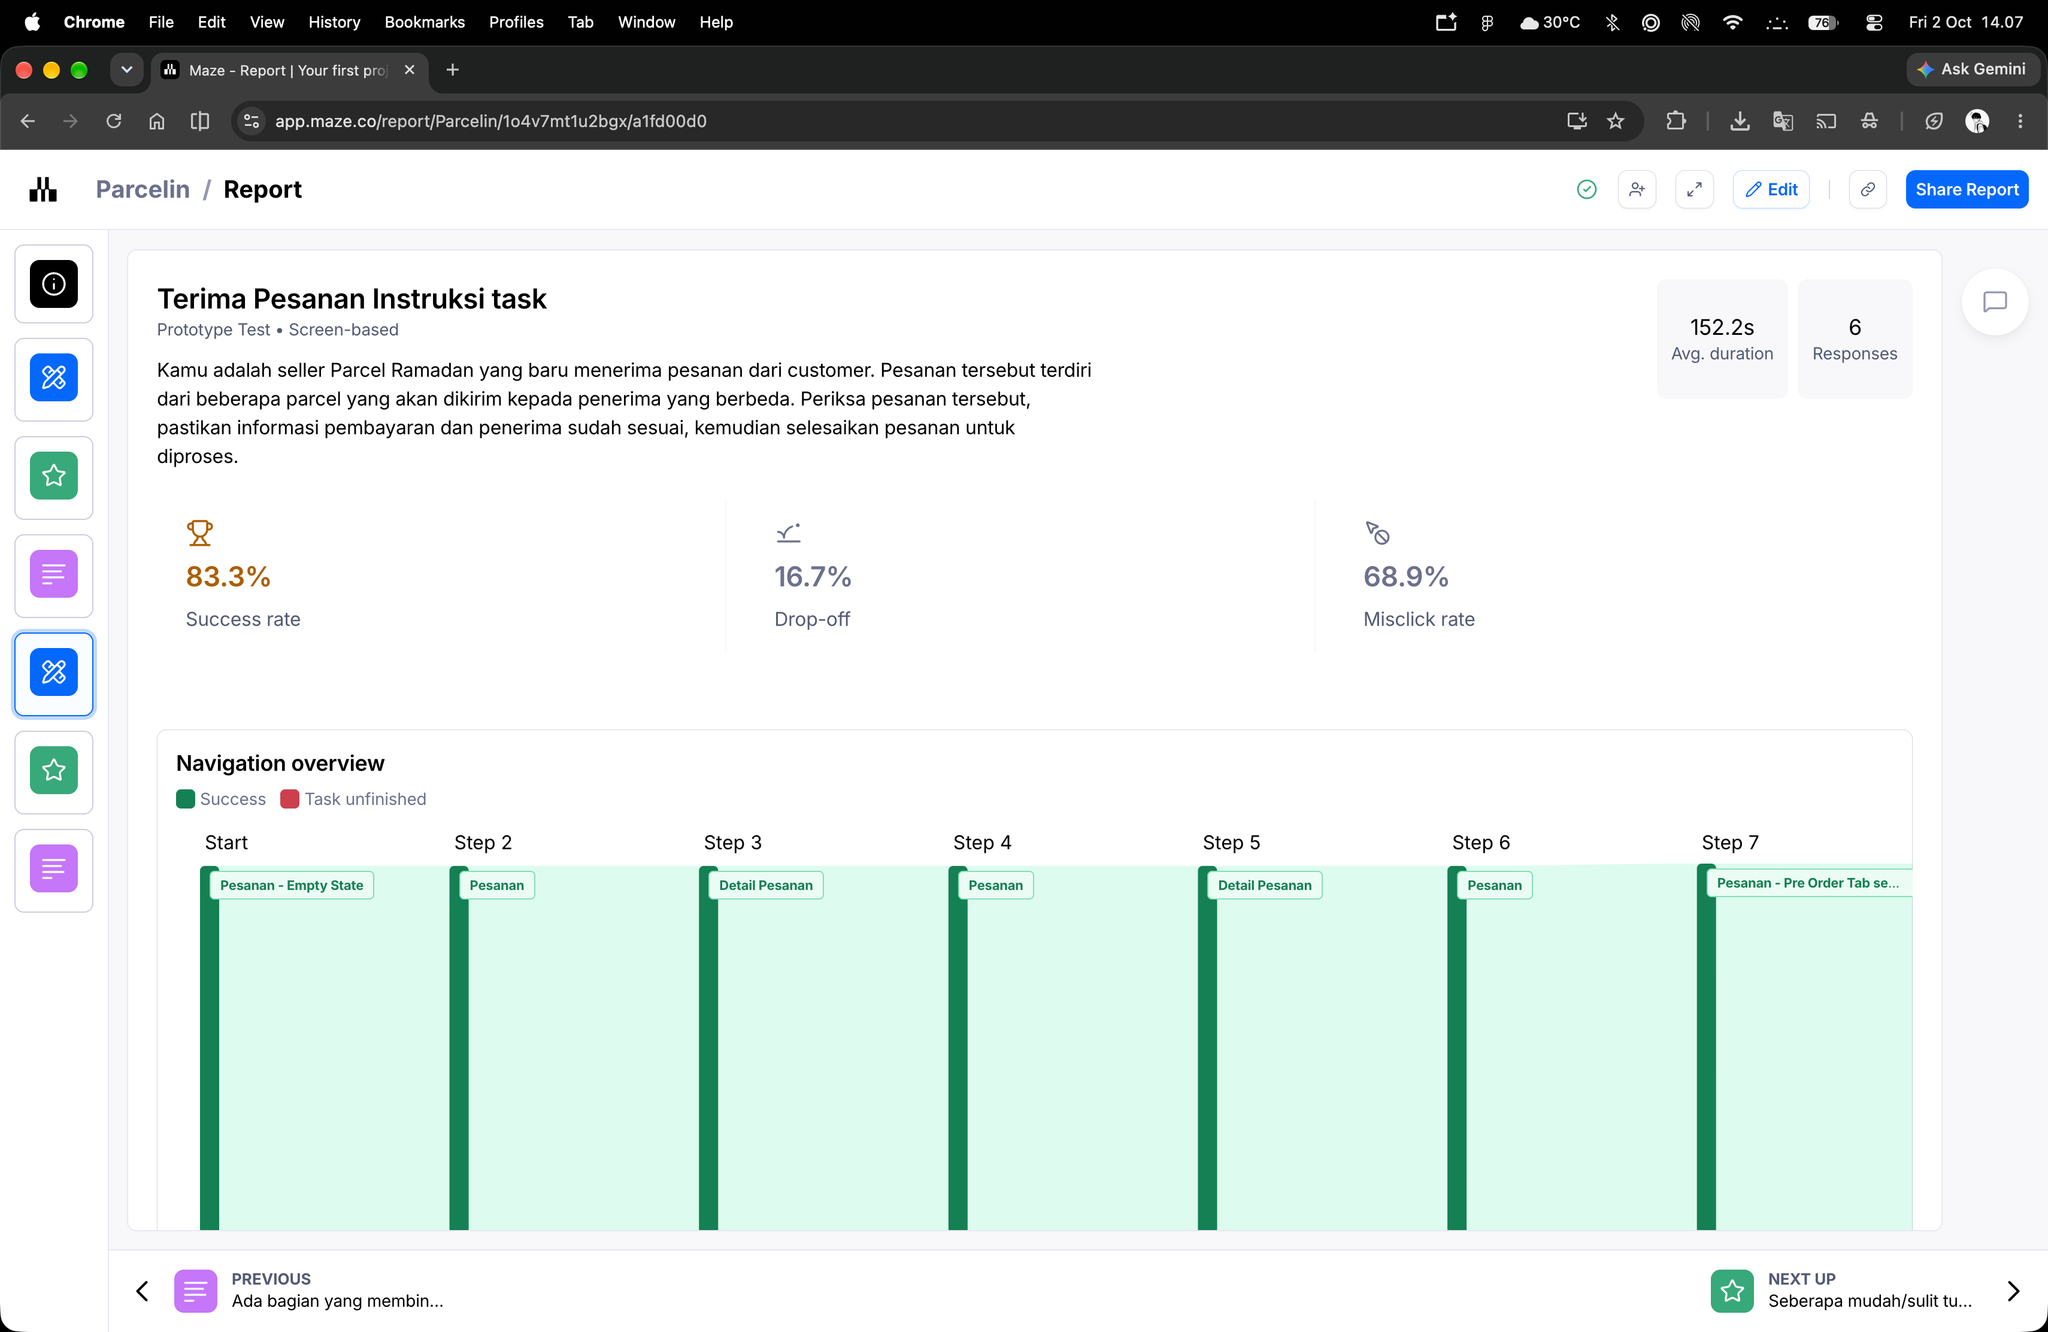 Chrome File Edit View History Bookmarks Profiles Tab Window Help 30°C 76 Fri 2 Oct 14.07
Maze - Report | Your first pro
Ask Gemini
app.maze.co/report/Parcelin/1o4v7mt1u2bgx/a1fd00d0
Parcelin / Report
Edit
Share Report
Terima Pesanan Instruksi task
Prototype Test • Screen-based
Kamu adalah seller Parcel Ramadan yang baru menerima pesanan dari customer. Pesanan tersebut terdiri
dari beberapa parcel yang akan dikirim kepada penerima yang berbeda. Periksa pesanan tersebut,
pastikan informasi pembayaran dan penerima sudah sesuai, kemudian selesaikan pesanan untuk
diproses.
152.2s
Avg. duration
6
Responses
83.3%
Success rate
16.7%
Drop-off
68.9%
Misclick rate
Navigation overview
Success Task unfinished
Start Step 2 Step 3 Step 4 Step 5 Step 6 Step 7
Pesanan - Empty State Pesanan Detail Pesanan Pesanan Detail Pesanan Pesanan Pesanan - Pre Order Tab se...
PREVIOUS
Ada bagian yang membin...
NEXT UP
Seberapa mudah/sulit tu...